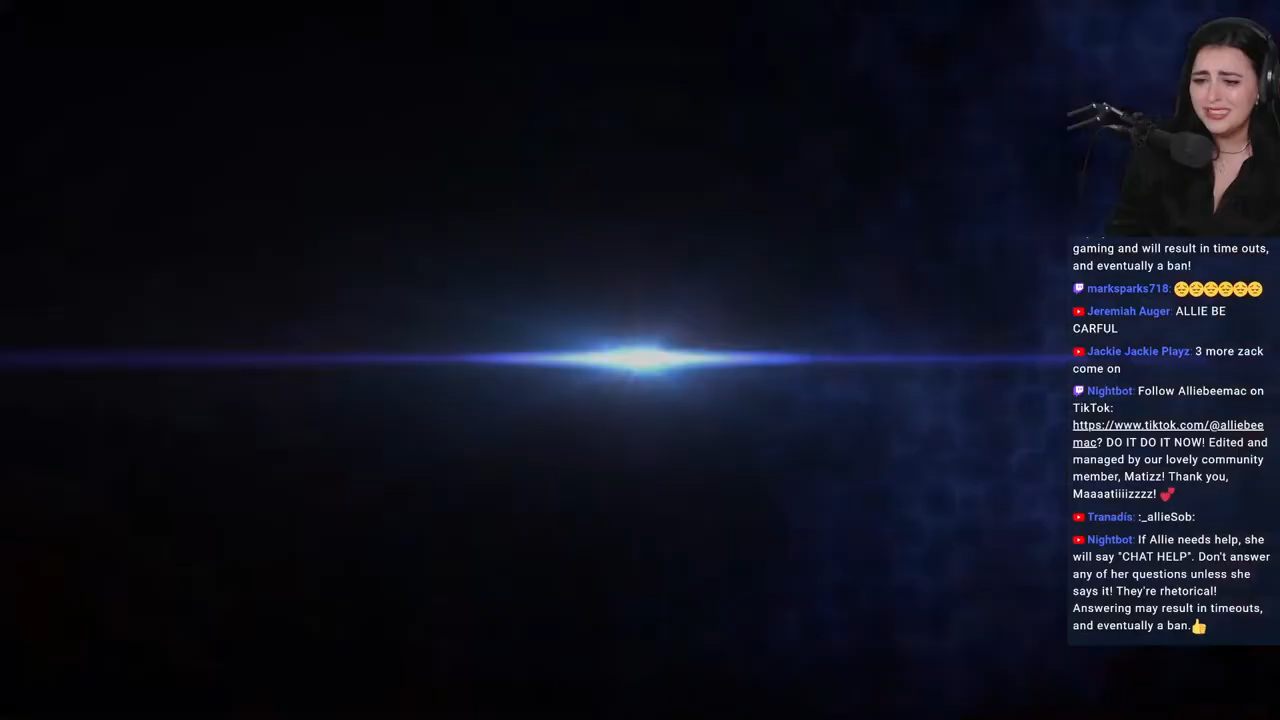 gaming and will result in time outs,
and eventually a ban!
marksparks718: 😔😔😔😔😔😔
Jeremiah Auger: ALLIE BE
CARFUL
Jackie Jackie Playz: 3 more zack
come on
Nightbot: Follow Alliebeemac on
TikTok:
https://www.tiktok.com/@alliebee
mac? DO IT DO IT NOW! Edited and
managed by our lovely community
member, Matizz! Thank you,
Maaaatiiiizzzz! 💕
Tranadís: :_allieSob:
Nightbot: If Allie needs help, she
will say "CHAT HELP". Don't answer
any of her questions unless she
says it! They're rhetorical!
Answering may result in timeouts,
and eventually a ban.👍